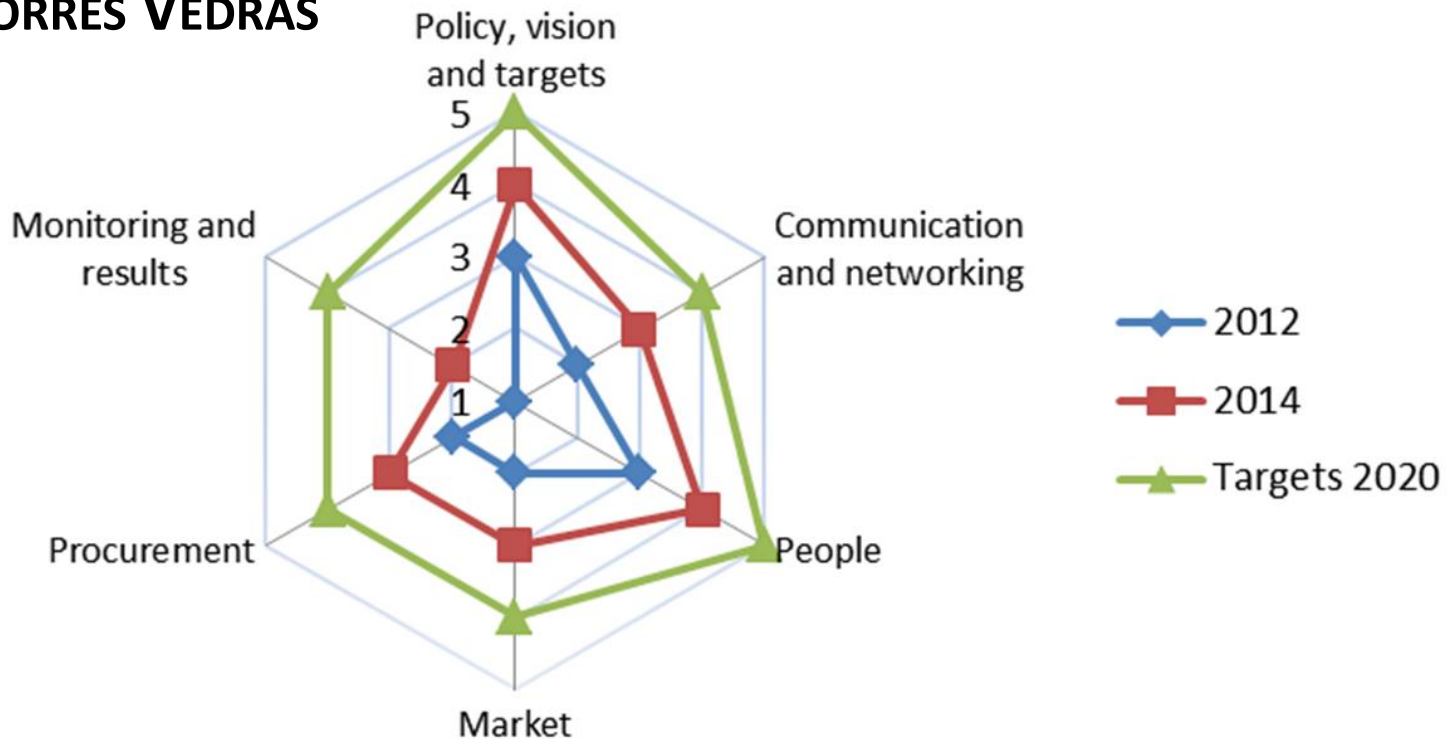 ORRES VEDRAS
Policy, vision
and targets
5
4
3
2
1
Monitoring and
results
Communication
and networking
Procurement
People
Market
2012
2014
Targets 2020